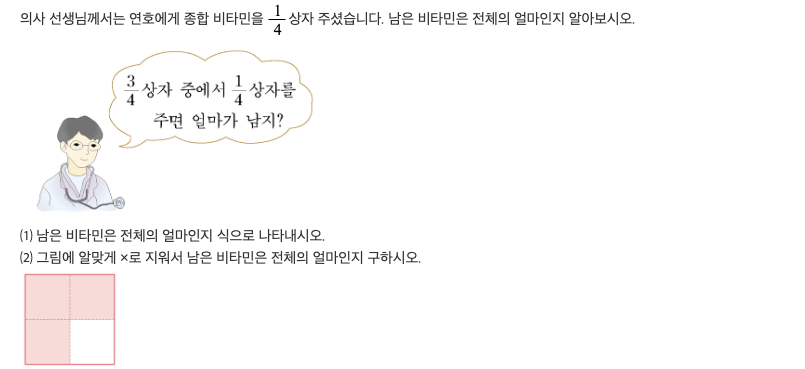 의사 선생님께서는 연호에게 종합 비타민을 1/4 상자 주셨습니다. 남은 비타민은 전체의 얼마인지 알아보시오.
3/4 상자 중에서 1/4 상자를
주면 얼마가 남지?
(1) 남은 비타민은 전체의 얼마인지 식으로 나타내시오.
(2) 그림에 알맞게 ×로 지워서 남은 비타민은 전체의 얼마인지 구하시오.